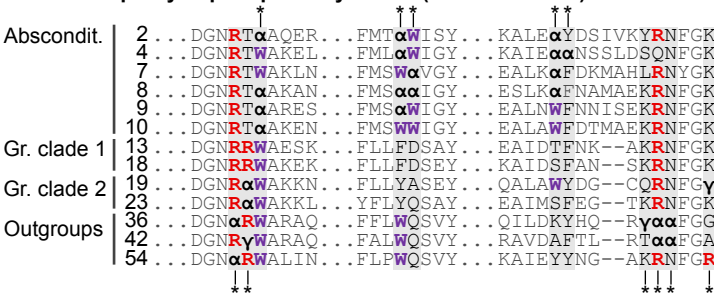 * ** **
Abscondit. 2...DGNRTαAQER...FMTαWISY...KALEαYDSIVKYRNFGK
4...DGNRTWAKEL...FMLαWIGY...KAIEααNSSLDSQNFGK
7...DGNRTWAKLN...FMSWαVGY...EALKαFDKMAHLRNYGK
8...DGNRTαAKAN...FMSααIGY...ESLKαFNAMAEKRNFGK
9...DGNRTαARES...FMSαWIGY...EALNWFNNISEKRNFGK
10...DGNRTαAKEN...FMSWWIGY...EALAWFDTMAEKRNFGK
Gr. clade 1 13...DGNRRWAESK...FLLFDSAY...EAIDTFNK--AKRNFGK
18...DGNRRWAKEK...FLLFDSEY...KAIDSFAN--SKRNFGK
Gr. clade 2 19...DGNRαWAKKN...FLLYASEY...QALAWYDG--CQRNFGγ
23...DGNRαWAKKL...YFLYQSAY...EAIMSFEG--TKRNFGK
Outgroups 36...DGNαRWARAQ...FFLWQSVY...QILDKYHQ--RγααFGG
42...DGNRγWARAQ...FALWQSVY...RAVDAFTL--RTααFGA
54...DGNαRWALIN...FLPWQSVY...KAIEYYNG--AKRNFGR
** *** *